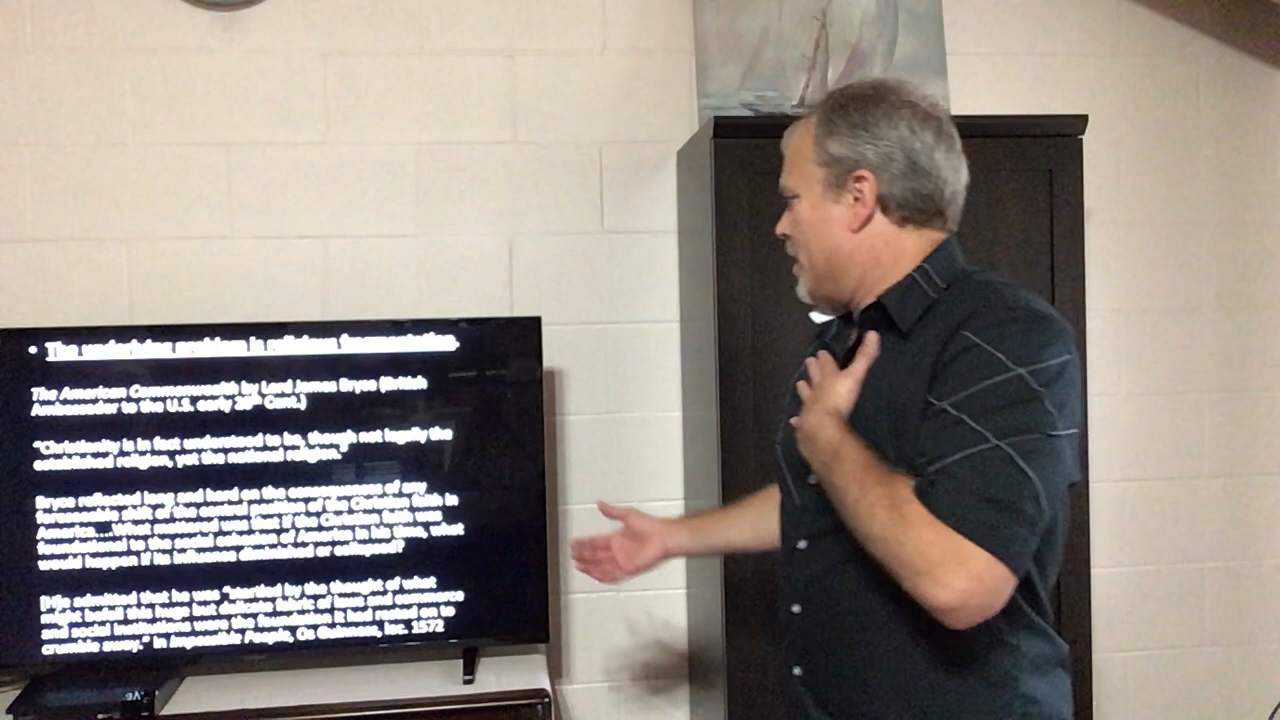 • The underlying problem is religious fragmentation.
The American Commonwealth by Lord James Bryce (British
Ambassador to the U.S. early 20th Cent.)
"Christianity is in fact understood to be, though not legally the
established religion, yet the national religion."
Bryce reflected long and hard on the consequences of any
foreseeable shift of the central position of the Christian faith in
America....What mattered was that if the Christian faith was
to the social of America in his time, what
would happen if its influence diminished or collapsed?
[H]e admitted that he was "startled by the thought of what
might befall this huge but delicate fabric of laws and commerce
and social institutions were the foundation it had rested on to
crumble away." in Impossible People, Os Guinness, loc. 1572